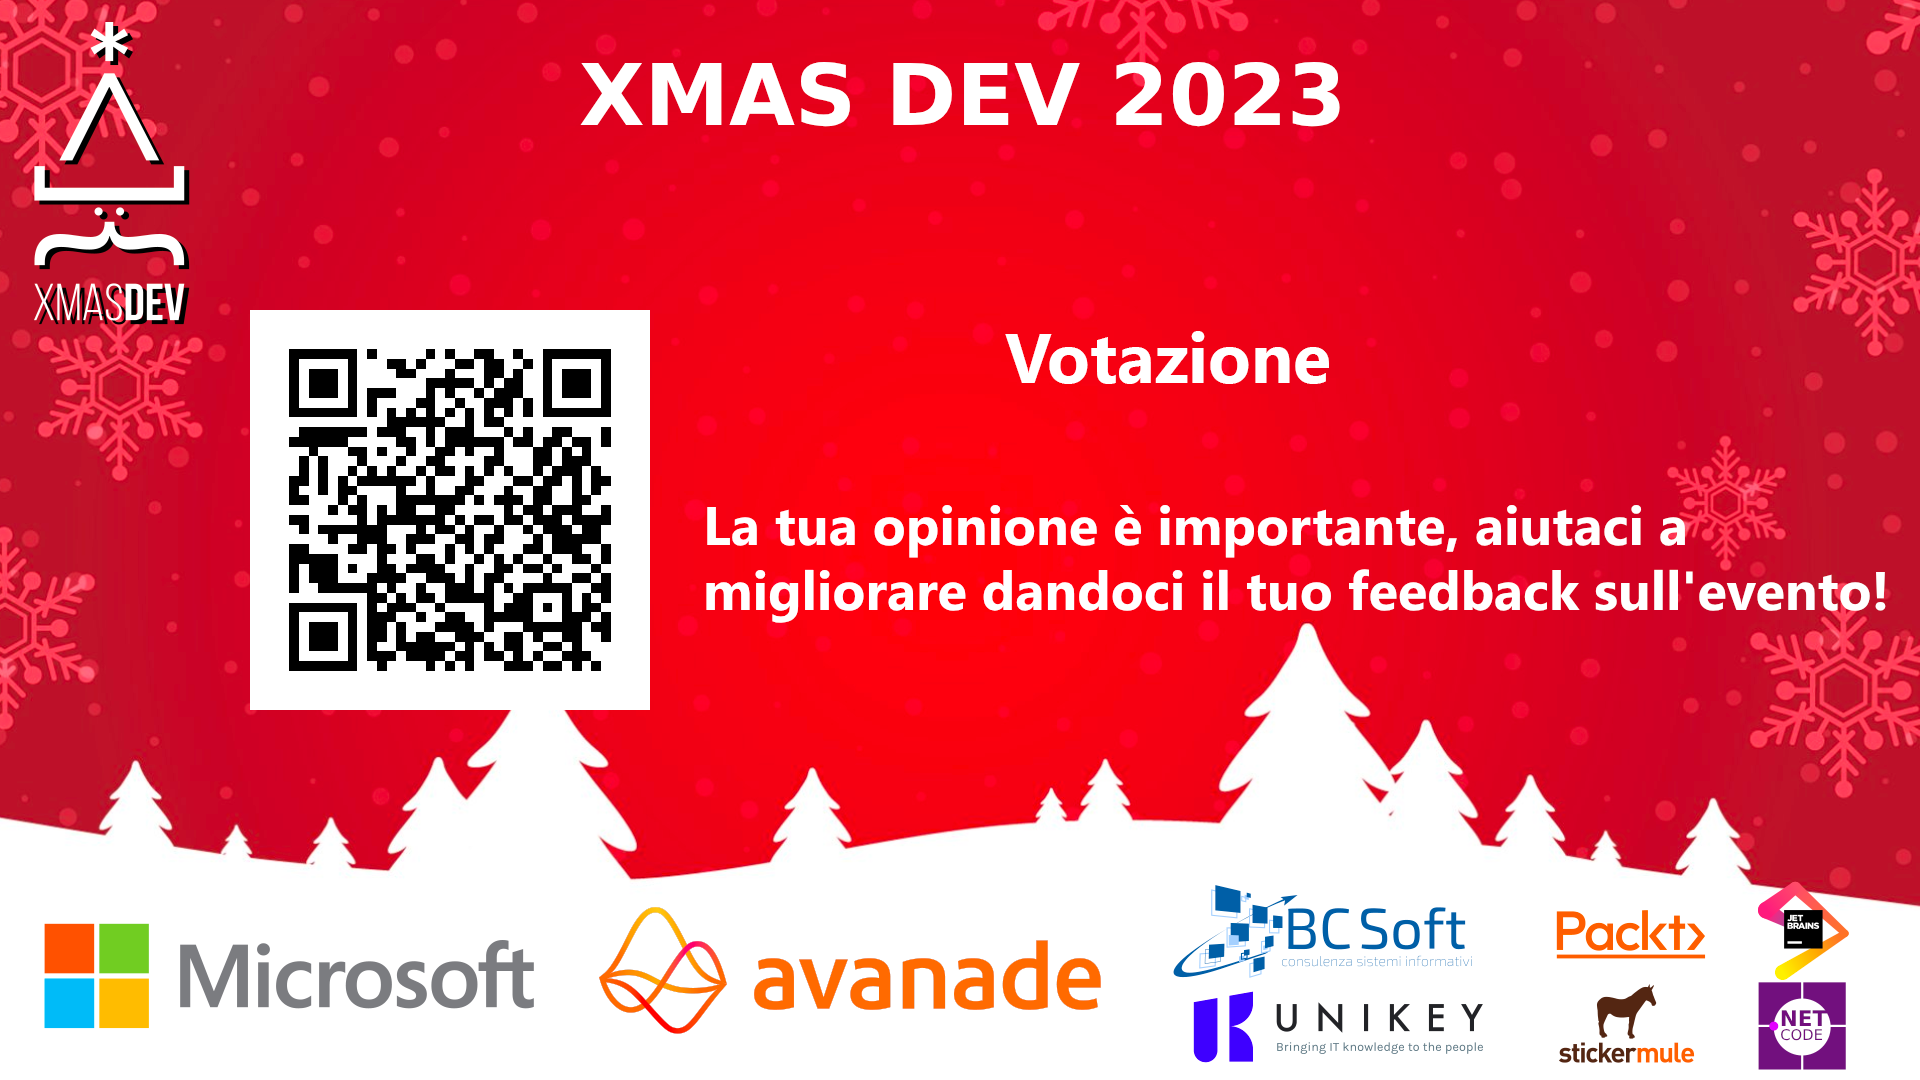 XMAS DEV 2023
XMASDEV
Votazione
La tua opinione è importante, aiutaci a
migliorare dandoci il tuo feedback sull'evento!
Microsoft
avanade
BC Soft
consulenza sistemi informativi
UNIKEY
Bringing IT knowledge to the people
Packt>
stickermule
JET
BRAINS
NET
CODE